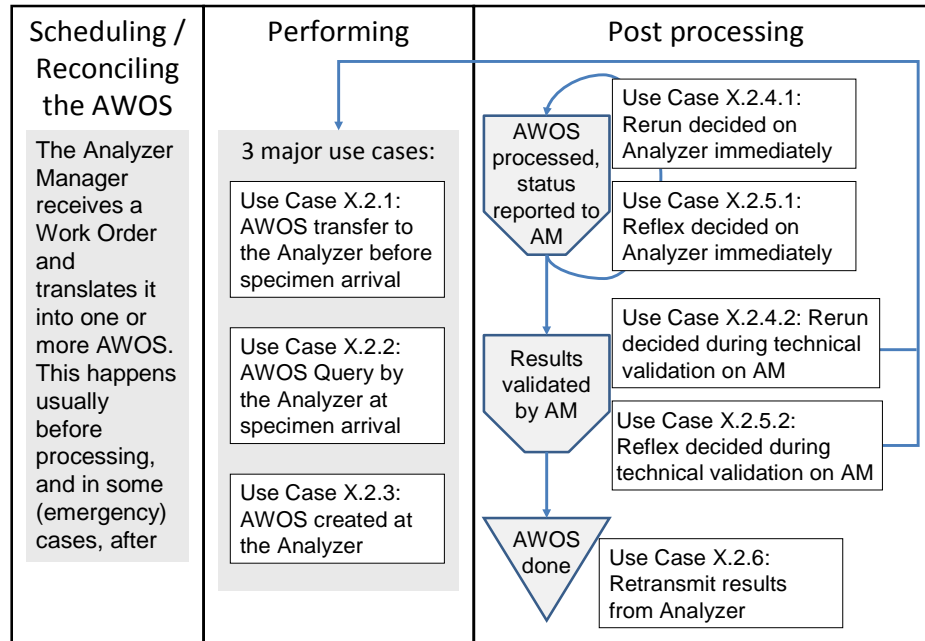 Scheduling /
Reconciling
the AWOS
The Analyzer
Manager
receives a
Work Order
and
translates it
into one or
more AWOS.
This happens
usually
before
processing,
and in some
(emergency)
cases, after
Performing
3 major use cases:
Use Case X.2.1:
AWOS transfer to
the Analyzer before
specimen arrival
Use Case X.2.2:
AWOS Query by
the Analyzer at
specimen arrival
Use Case X.2.3:
AWOS created at
the Analyzer
Post processing
AWOS
processed,
status
reported to
AM
Use Case X.2.4.1:
Rerun decided on
Analyzer immediately
Use Case X.2.5.1:
Reflex decided on
Analyzer immediately
Results
validated
by AM
Use Case X.2.4.2: Rerun
decided during technical
validation on AM
Use Case X.2.5.2:
Reflex decided during
technical validation on AM
AWOS
done
Use Case X.2.6:
Retransmit results
from Analyzer